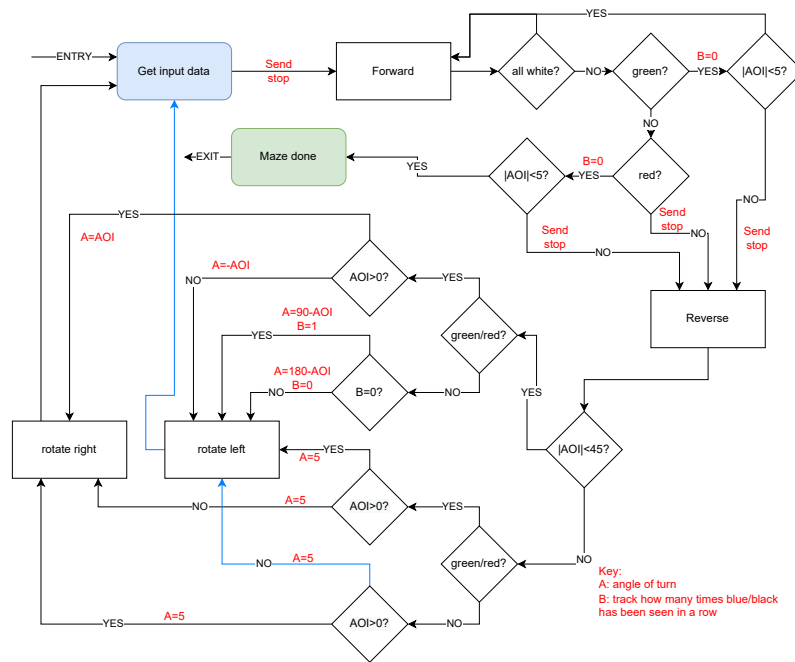 YES
B=0
ENTRY
Get input data
Send
stop
Forward
all white?
NO
green?
YES
|AOI|<5?
NO
EXIT
Maze done
YES
|AOI|<5?
B=0
YES
red?
NO
A=AOI
YES
Send
stop
NO
Send
stop
NO
Send
stop
A=-AOI
NO
AOI>0?
YES
Reverse
A=90-AOI
B=1
YES
green/red?
A=180-AOI
B=0
NO
B=0?
NO
YES
rotate right
rotate left
YES
A=5
|AOI|<45?
NO
A=5
AOI>0?
YES
NO
A=5
green/red?
NO
YES
A=5
AOI>0?
NO
Key:
A: angle of turn
B: track how many times blue/black
has been seen in a row